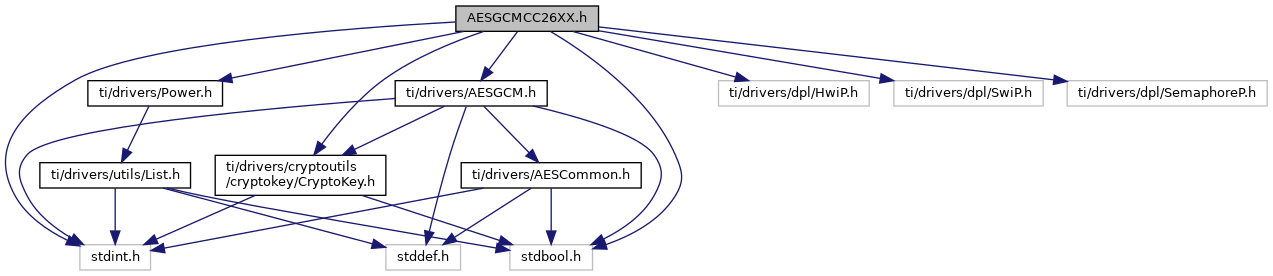 AESGCMCC26XX.h
ti/drivers/Power.h
ti/drivers/AESGCM.h
ti/drivers/dpl/HwiP.h
ti/drivers/dpl/SwiP.h
ti/drivers/dpl/SemaphoreP.h
ti/drivers/utils/List.h
ti/drivers/cryptoutils
/cryptokey/CryptoKey.h
ti/drivers/AESCommon.h
stdint.h
stddef.h
stdbool.h